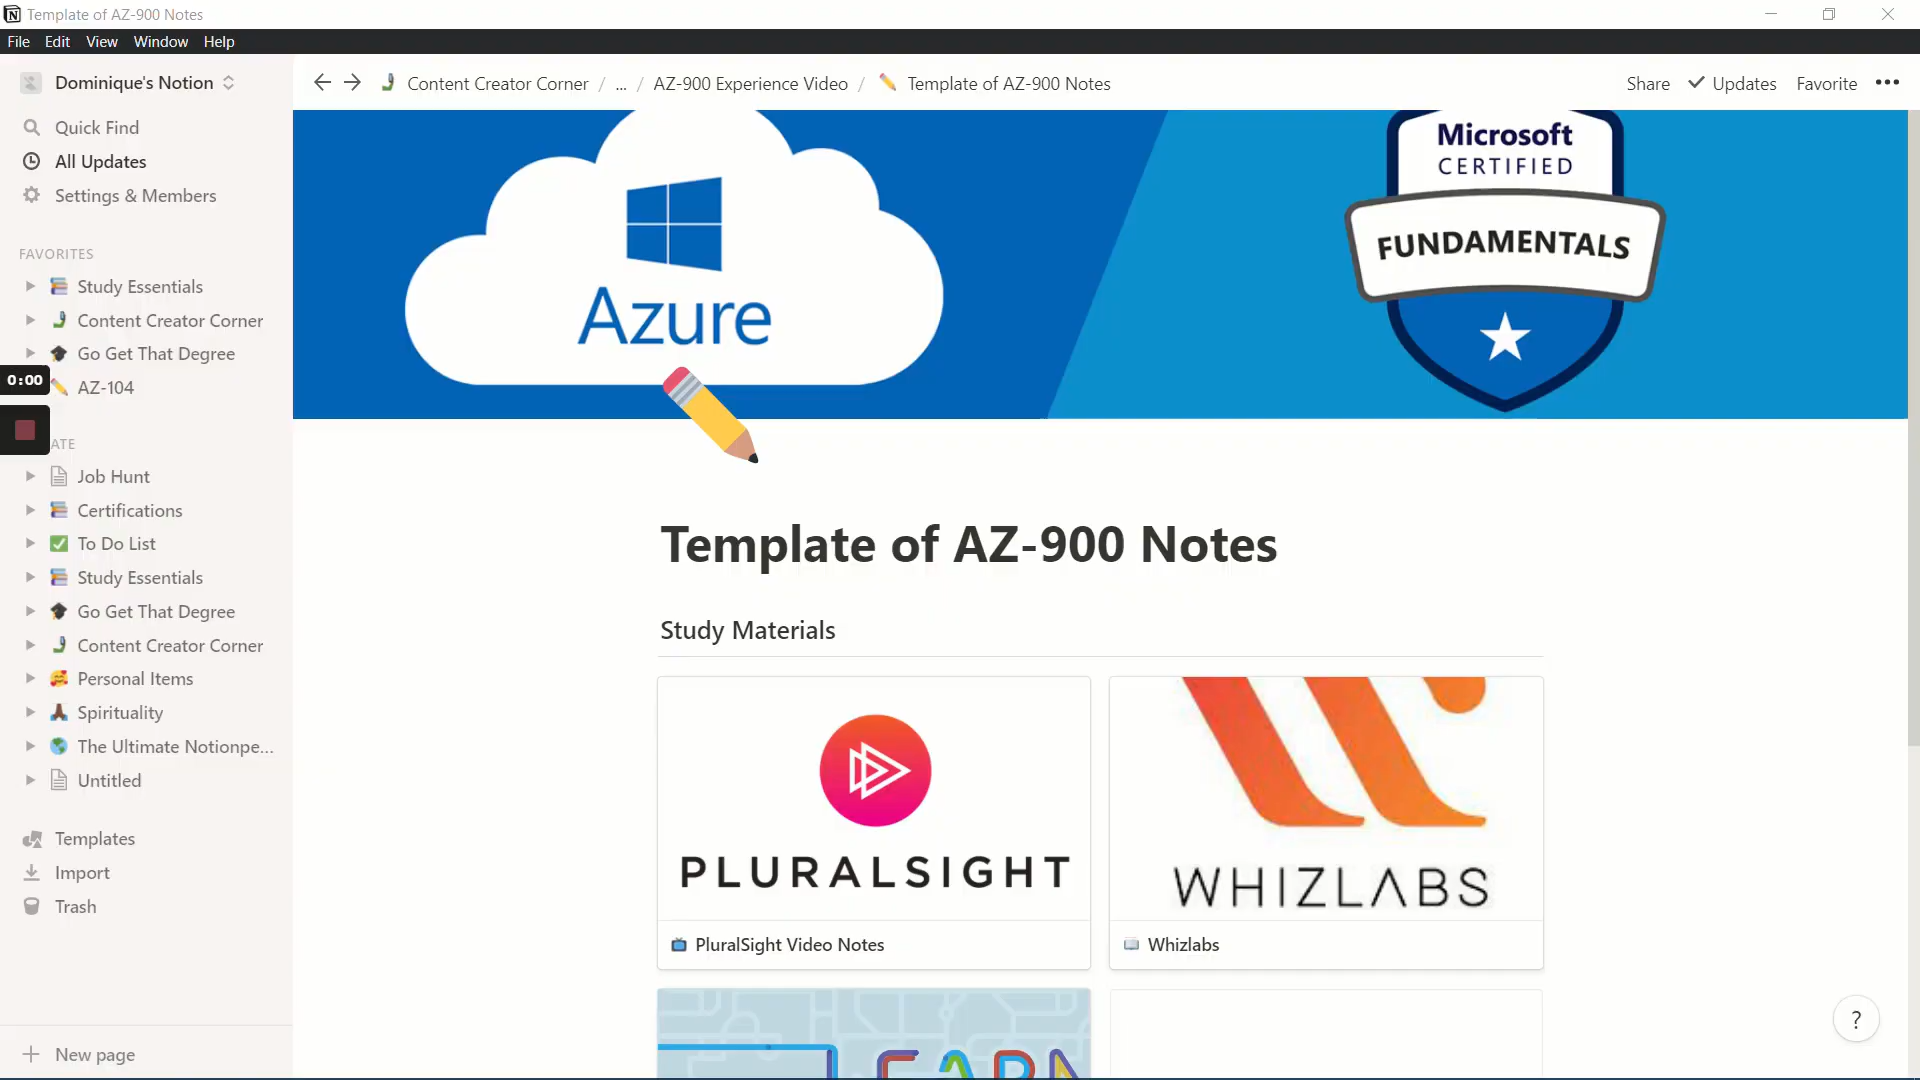 Template of AZ-900 Notes
File Edit View Window Help
Dominique's Notion
Content Creator Corner / ... / AZ-900 Experience Video / Template of AZ-900 Notes
Share Updates Favorite •••
Quick Find
All Updates
Settings & Members
FAVORITES
Study Essentials
Content Creator Corner
Go Get That Degree
0:00
AZ-104
ATE
Job Hunt
Certifications
To Do List
Study Essentials
Go Get That Degree
Content Creator Corner
Personal Items
Spirituality
The Ultimate Notionpe...
Untitled
Templates
Import
Trash
New page
Azure
Microsoft
CERTIFIED
FUNDAMENTALS
Template of AZ-900 Notes
Study Materials
PLURALSIGHT
PluralSight Video Notes
WHIZLABS
Whizlabs
?